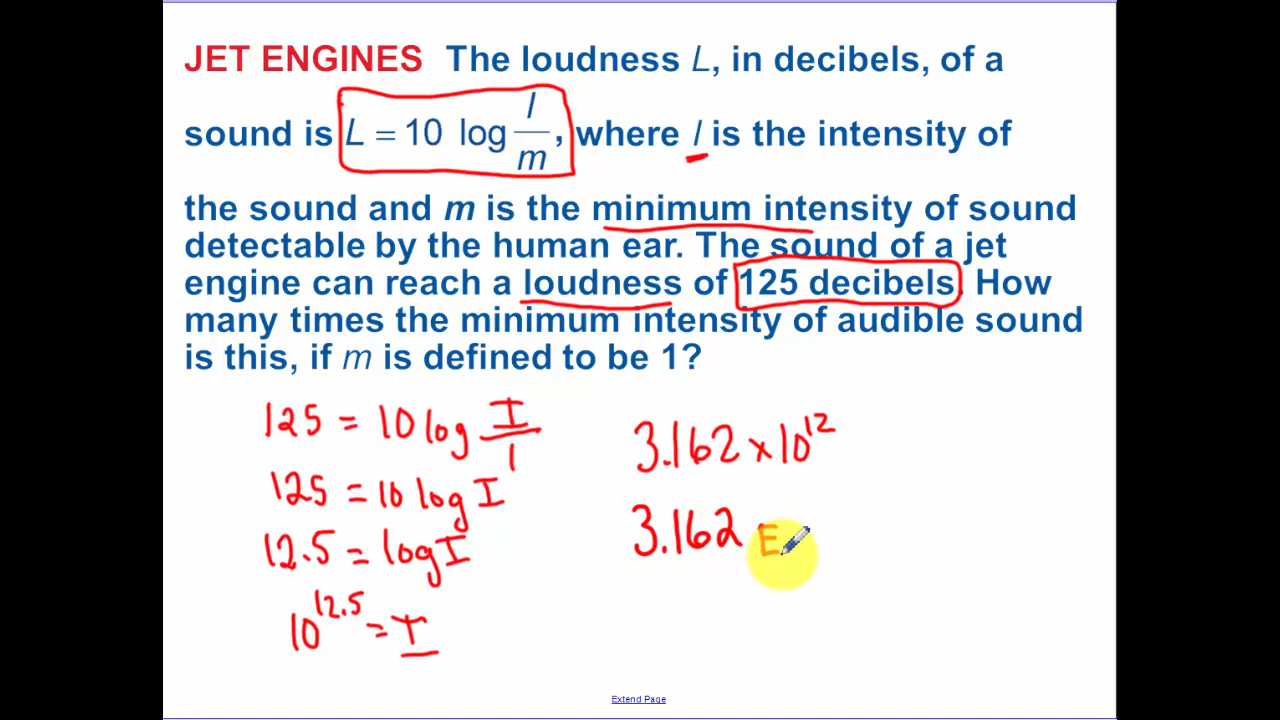 JET ENGINES The loudness L, in decibels, of a
sound is L = 10 log I/m, where I is the intensity of
the sound and m is the minimum intensity of sound
detectable by the human ear. The sound of a jet
engine can reach a loudness of 125 decibels. How
many times the minimum intensity of audible sound
is this, if m is defined to be 1?
125 = 10 log I/1
125 = 10 log I
12.5 = log I
10^12.5 = I
3.162 x 10^12
3.162 E
Extend Page